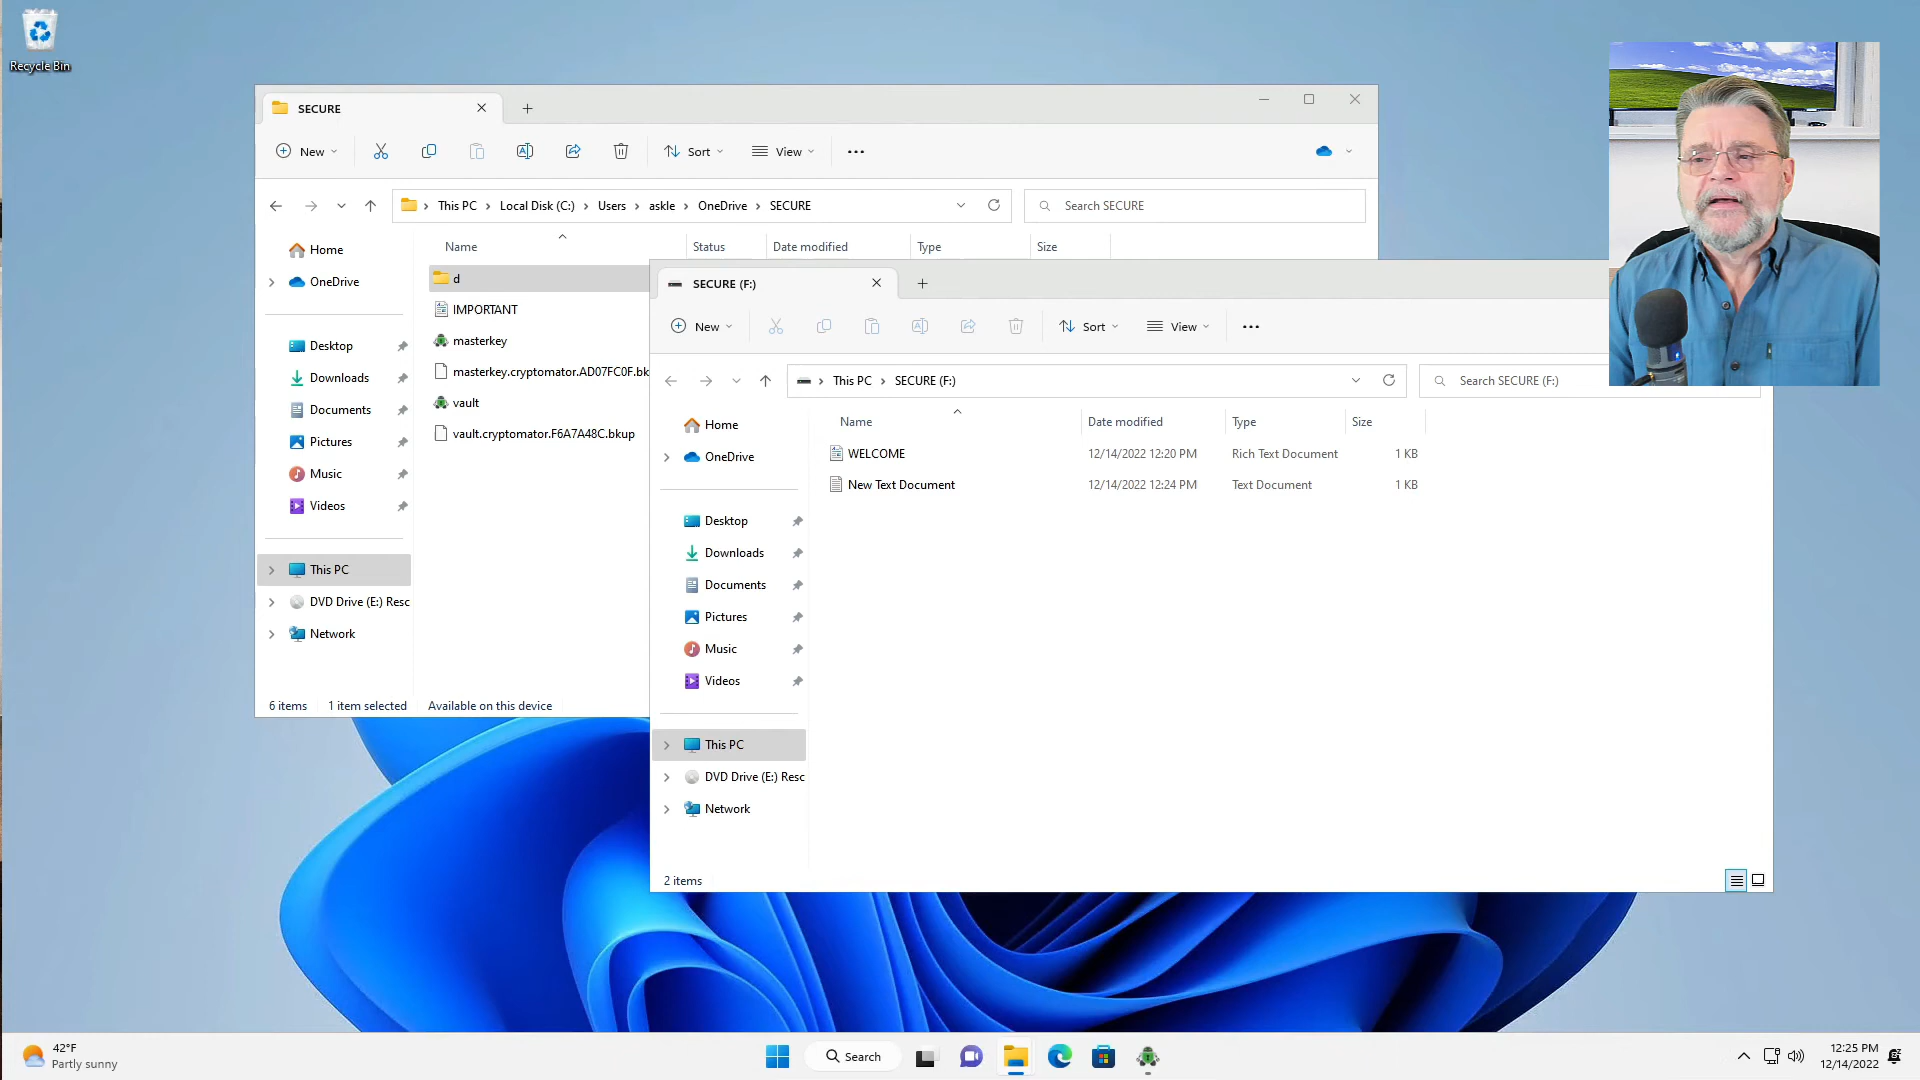 Recycle Bin
SECURE
New
Sort
View
This PC
Local Disk (C:)
Users
askle
OneDrive
SECURE
Search SECURE
Home
OneDrive
Desktop
Downloads
Documents
Pictures
Music
Videos
This PC
DVD Drive (E:) Resc
Network
Name
Status
Date modified
Type
Size
d
IMPORTANT
masterkey
masterkey.cryptomator.AD07FC0F.bk
vault
vault.cryptomator.F6A7A48C.bkup
6 items
1 item selected
Available on this device
SECURE (F:)
New
Sort
View
This PC
SECURE (F:)
Search SECURE (F:)
Home
OneDrive
Desktop
Downloads
Documents
Pictures
Music
Videos
This PC
DVD Drive (E:) Resc
Network
Name
Date modified
Type
Size
WELCOME 12/14/2022 12:20 PM Rich Text Document 1 KB
New Text Document 12/14/2022 12:24 PM Text Document 1 KB
2 items
42°F
Partly sunny
Search
12:25 PM
12/14/2022